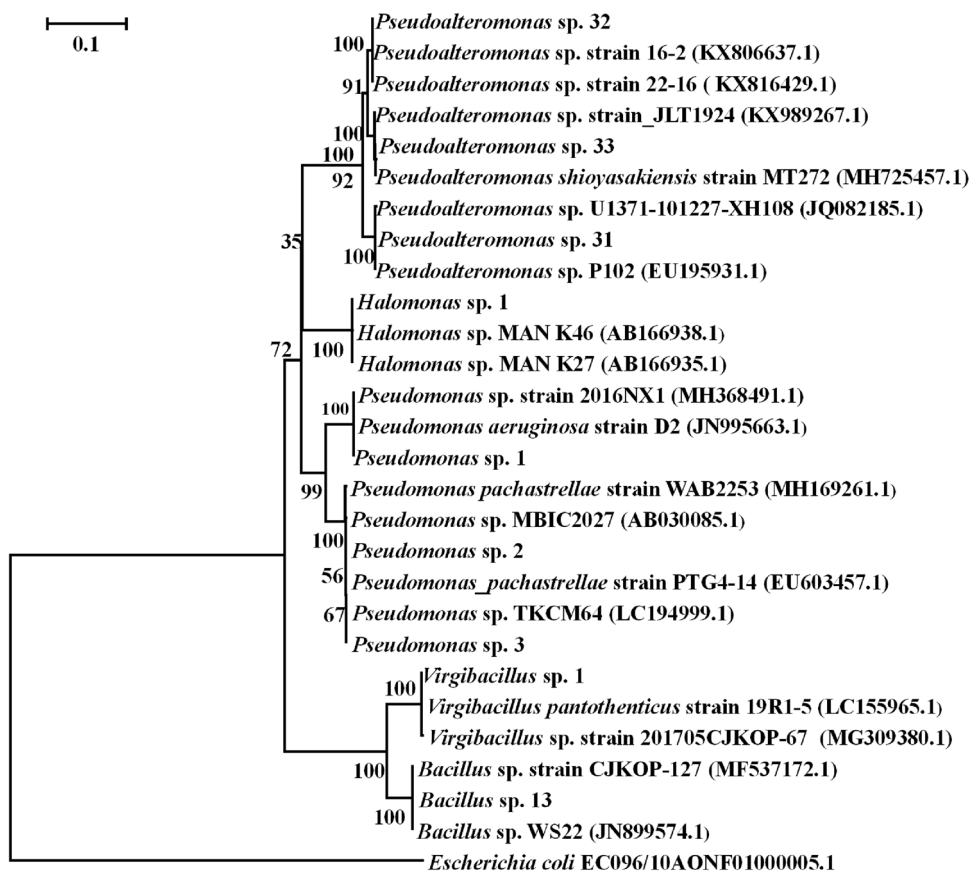 0.1
Pseudoalteromonas sp. 32
100
Pseudoalteromonas sp. strain 16-2 (KX806637.1)
91
Pseudoalteromonas sp. strain 22-16 ( KX816429.1)
Pseudoalteromonas sp. strain_JLT1924 (KX989267.1)
100
Pseudoalteromonas sp. 33
100
92
Pseudoalteromonas shioyasakiensis strain MT272 (MH725457.1)
Pseudoalteromonas sp. U1371-101227-XH108 (JQ082185.1)
35
Pseudoalteromonas sp. 31
100
Pseudoalteromonas sp. P102 (EU195931.1)
Halomonas sp. 1
Halomonas sp. MAN K46 (AB166938.1)
72
100
Halomonas sp. MAN K27 (AB166935.1)
Pseudomonas sp. strain 2016NX1 (MH368491.1)
100
Pseudomonas aeruginosa strain D2 (JN995663.1)
Pseudomonas sp. 1
99
Pseudomonas pachastrellae strain WAB2253 (MH169261.1)
Pseudomonas sp. MBIC2027 (AB030085.1)
100
Pseudomonas sp. 2
56
Pseudomonas_pachastrellae strain PTG4-14 (EU603457.1)
67
Pseudomonas sp. TKCM64 (LC194999.1)
Pseudomonas sp. 3
Virgibacillus sp. 1
100
Virgibacillus pantothenticus strain 19R1-5 (LC155965.1)
Virgibacillus sp. strain 201705CJKOP-67 (MG309380.1)
100
Bacillus sp. strain CJKOP-127 (MF537172.1)
Bacillus sp. 13
100
Bacillus sp. WS22 (JN899574.1)
Escherichia coli EC096/10AONF01000005.1